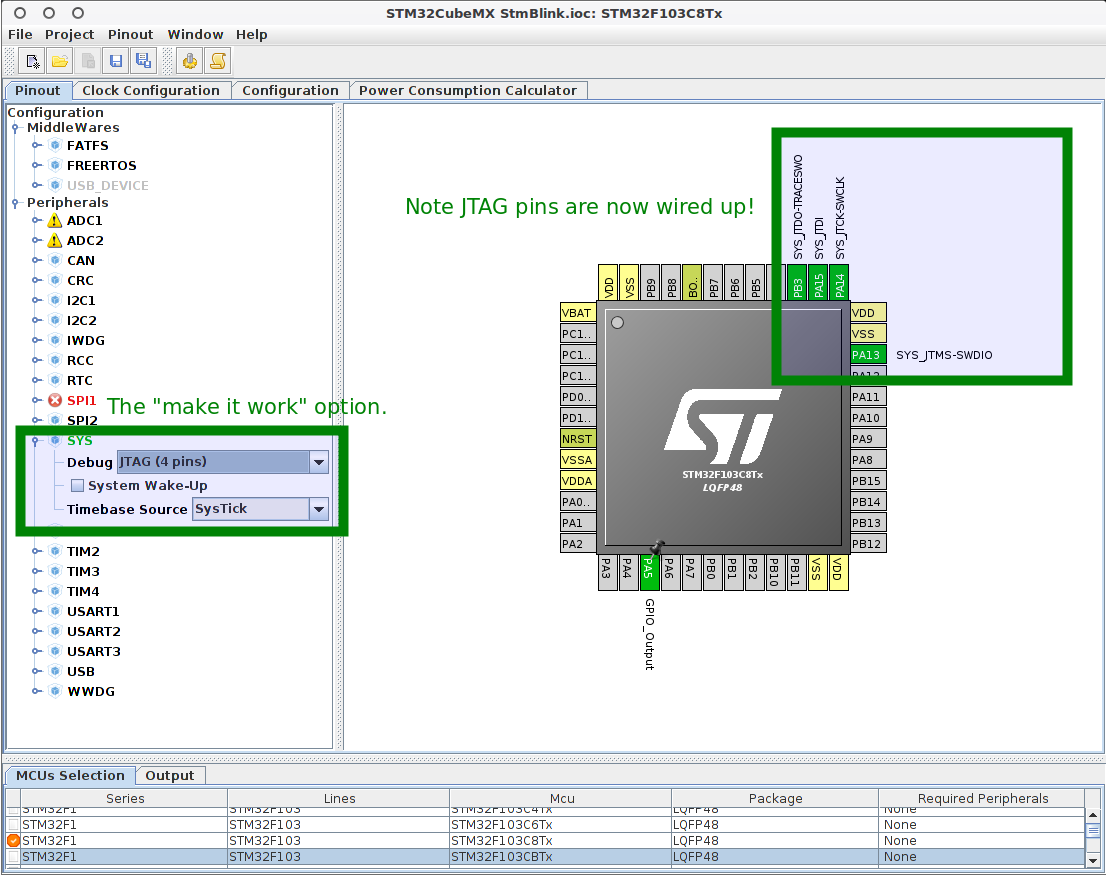 STM32CubeMX StmBlink.ioc: STM32F103C8Tx
File Project Pinout Window Help
Pinout Clock Configuration Configuration Power Consumption Calculator
Configuration
MiddleWares
FATFS
FREERTOS
USB_DEVICE
Peripherals
ADC1
ADC2
CAN
CRC
I2C1
I2C2
IWDG
RCC
RTC
SPI1
The "make it work" option.
SPI2
SYS
Debug JTAG (4 pins)
System Wake-Up
Timebase Source SysTick
TIM2
TIM3
TIM4
USART1
USART2
USART3
USB
WWDG
Note JTAG pins are now wired up!
SYS_JTDO-TRACESWO
SYS_JTDI
SYS_JTCK-SWCLK
VDD
VSS
PB9
PB8
BO..
PB7
PB6
PB5
PB3
PA15
PA14
VBAT
PC1..
PC1..
PC1..
PD0..
PD1..
NRST
VSSA
VDDA
PA0..
PA1
PA2
VDD
VSS
PA13 SYS_JTMS-SWDIO
PA12
PA11
PA10
PA9
PA8
PB15
PB14
PB13
PB12
STM32F103C8Tx
LQFP48
PA3
PA4
PA5
PA6
PA7
PB0
PB1
PB2
PB10
PB11
VSS
VDD
GPIO_Output
MCUs Selection Output
Series Lines Mcu Package Required Peripherals
STM32F1 STM32F103 STM32F103C4Tx LQFP48 None
STM32F1 STM32F103 STM32F103C6Tx LQFP48 None
STM32F1 STM32F103 STM32F103C8Tx LQFP48 None
STM32F1 STM32F103 STM32F103CBTx LQFP48 None